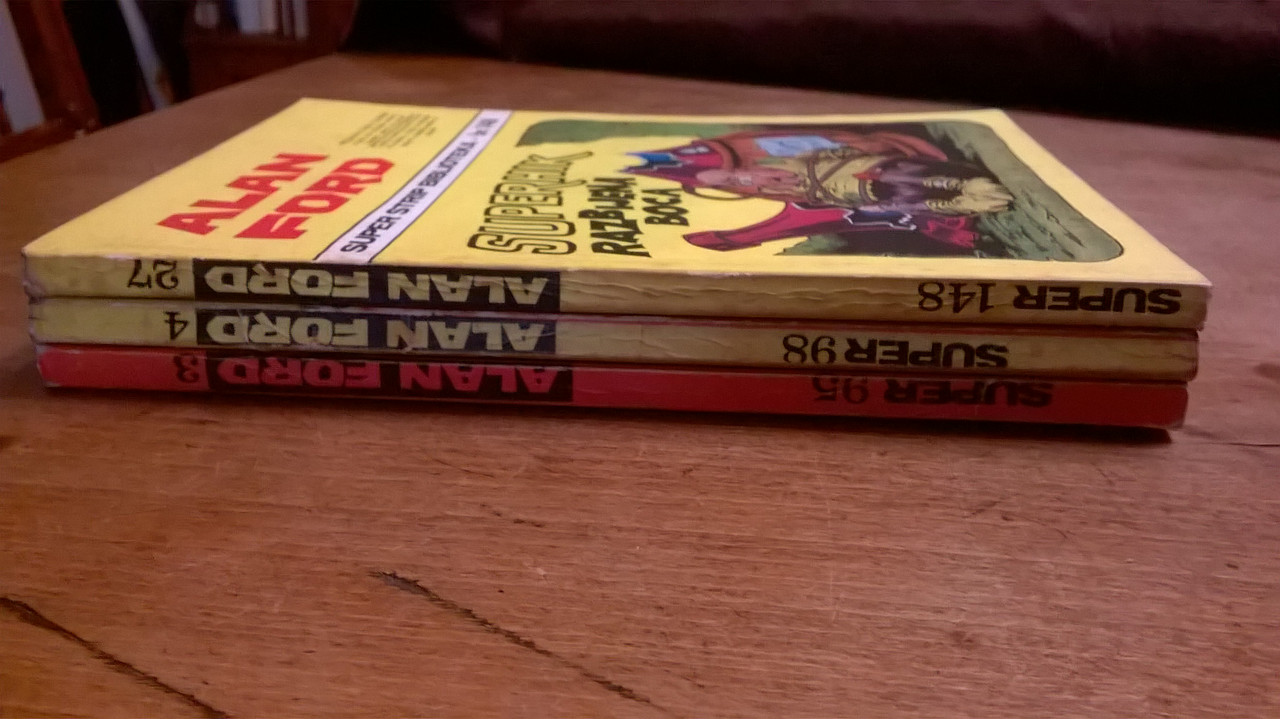 ALAN
FORD
SUPER STRIP BIBLIOTEKA
SUPERHIK
RAZBIJENA
BOCA
SUPER 148 ALAN FORD 27
SUPER 98 ALAN FORD 4
SUPER 95 ALAN FORD 3